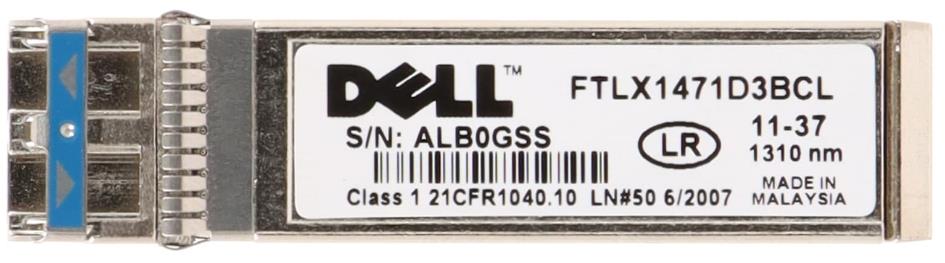 DELL™
S/N: ALB0GSS
Class 1 21CFR1040.10 LN#50 6/2007
FTLX1471D3BCL
LR
11-37
1310 nm
MADE IN
MALAYSIA